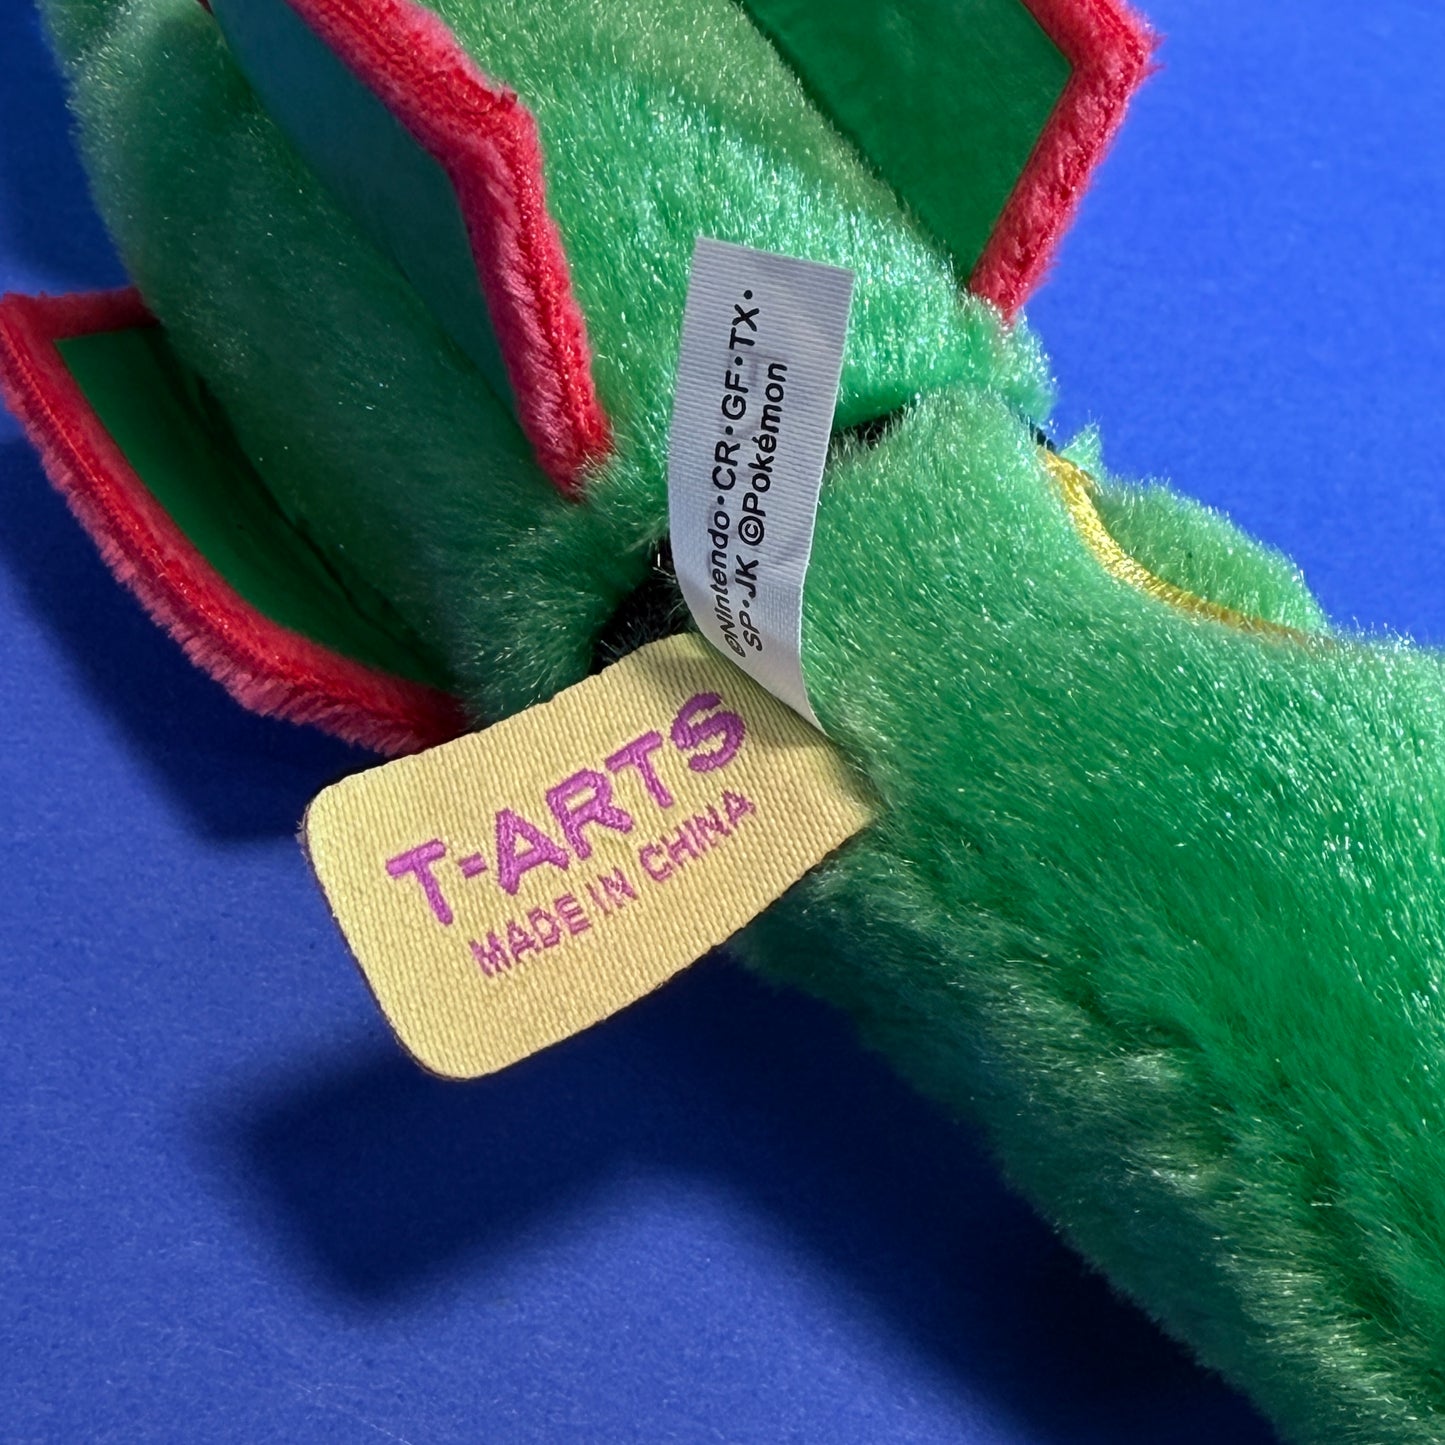 ©Nintendo・CR・GF・TX・
SP・JK ©Pokémon
T-ARTS
MADE IN CHINA